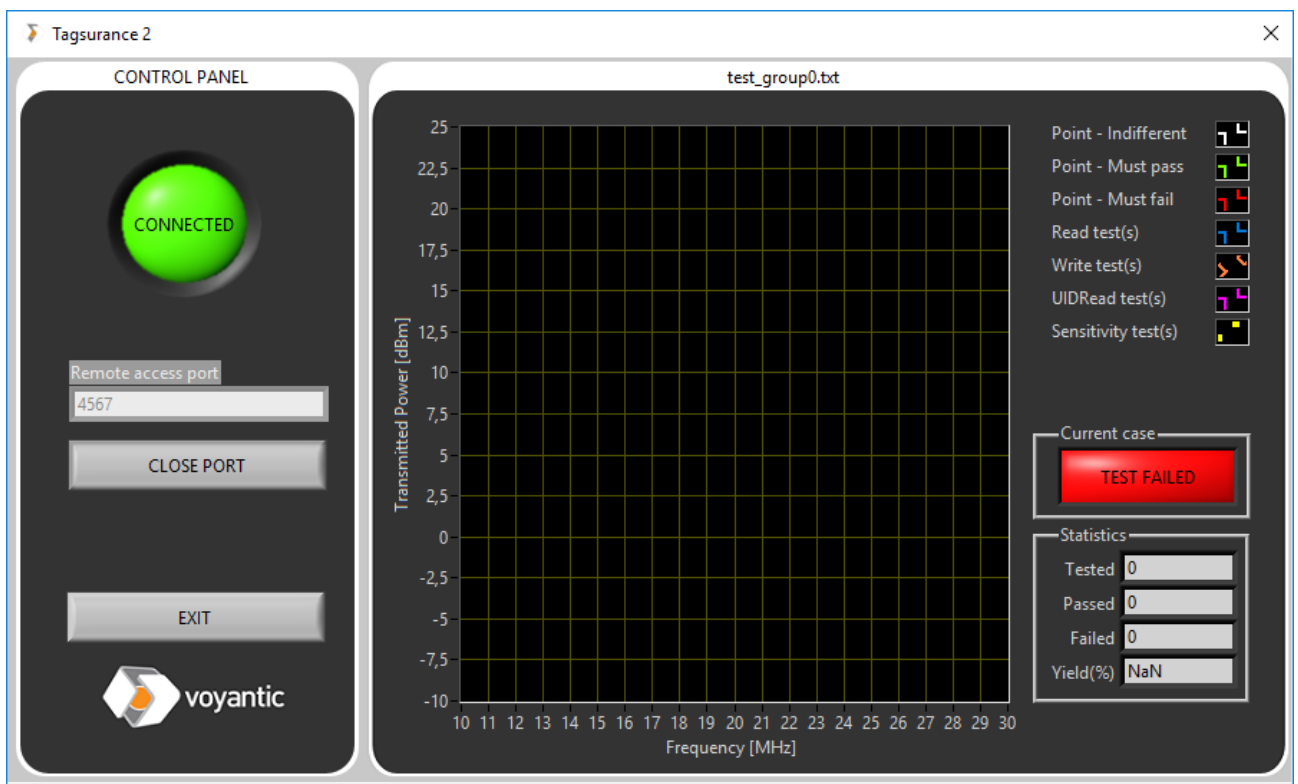 Tagsurance 2
CONTROL PANEL
CONNECTED
Remote access port
4567
CLOSE PORT
EXIT
voyantic
test_group0.txt
Transmitted Power [dBm]
25
22,5
20
17,5
15
12,5
10
7,5
5
2,5
0
-2,5
-5
-7,5
-10
10 11 12 13 14 15 16 17 18 19 20 21 22 23 24 25 26 27 28 29 30
Frequency [MHz]
Point - Indifferent
Point - Must pass
Point - Must fail
Read test(s)
Write test(s)
UIDRead test(s)
Sensitivity test(s)
Current case
TEST FAILED
Statistics
Tested 0
Passed 0
Failed 0
Yield(%) NaN